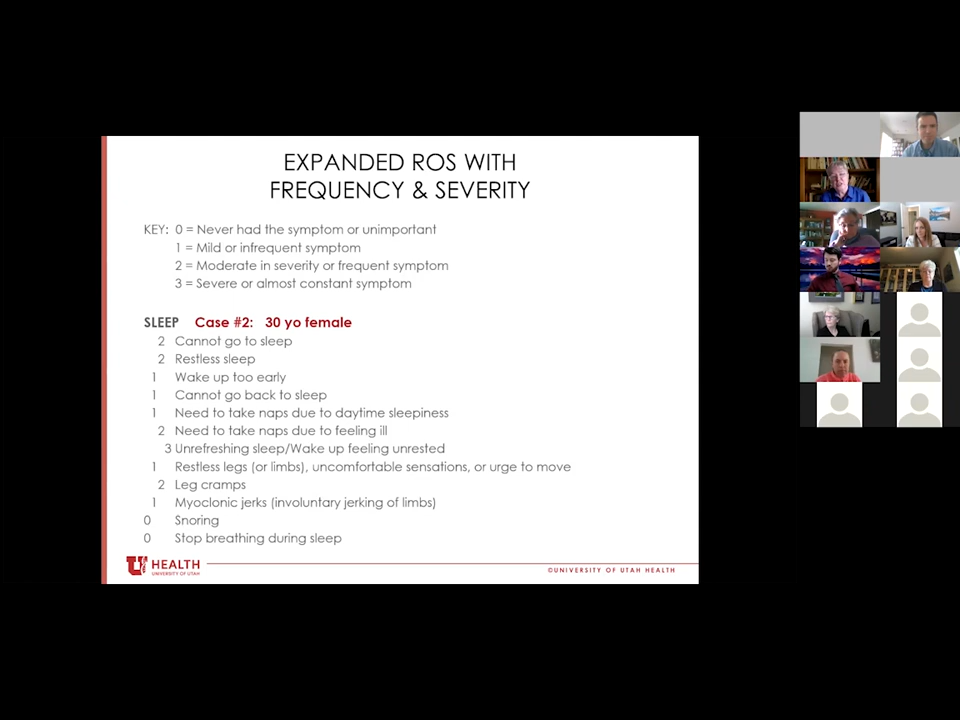 EXPANDED ROS WITH
FREQUENCY & SEVERITY
KEY: 0 = Never had the symptom or unimportant
1 = Mild or infrequent symptom
2 = Moderate in severity or frequent symptom
3 = Severe or almost constant symptom
SLEEP Case #2: 30 yo female
2 Cannot go to sleep
2 Restless sleep
1 Wake up too early
1 Cannot go back to sleep
1 Need to take naps due to daytime sleepiness
2 Need to take naps due to feeling ill
3 Unrefreshing sleep/Wake up feeling unrested
1 Restless legs (or limbs), uncomfortable sensations, or urge to move
2 Leg cramps
1 Myoclonic jerks (involuntary jerking of limbs)
0 Snoring
0 Stop breathing during sleep
U HEALTH
UNIVERSITY OF UTAH
©UNIVERSITY OF UTAH HEALTH